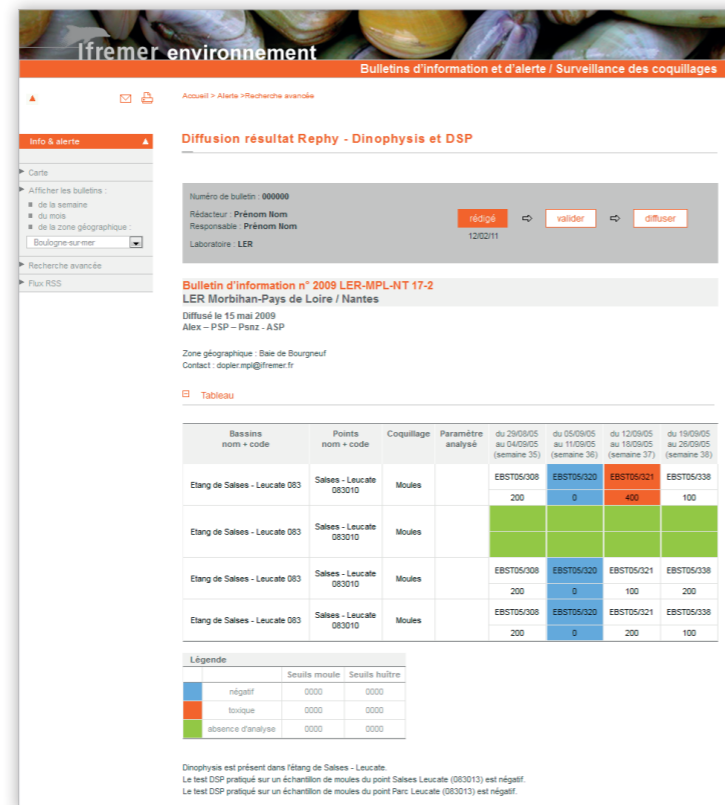 Ifremer environnement
Bulletins d'information et d'alerte / Surveillance des coquillages
Accueil > Alerte >Recherche avancée
Info & alerte
Carte
Afficher les bulletins :
de la semaine
du mois
de la zone géographique :
Boulogne-sur-mer
Recherche avancée
Flux RSS
Diffusion résultat Rephy - Dinophysis et DSP
Numéro de bulletin : 000000
Rédacteur : Prénom Nom
Responsable : Prénom Nom
Laboratoire : LER
rédigé
valider
diffuser
12/02/11
Bulletin d'information n° 2009 LER-MPL-NT 17-2
LER Morbihan-Pays de Loire / Nantes
Diffusé le 15 mai 2009
Alex – PSP – Psnz - ASP
Zone géographique : Baie de Bourgneuf
Contact : dopler.mpl@ifremer.fr
Tableau
Bassins nom + code Points nom + code Coquillage Paramètre analysé du 29/08/05 au 04/09/05 (semaine 35) du 05/09/05 au 11/09/05 (semaine 36) du 12/09/05 au 18/09/05 (semaine 37) du 19/09/05 au 26/09/05 (semaine 38)
Etang de Salses - Leucate 083 Salses - Leucate 083010 Moules EBST05/308 EBST05/320 EBST05/321 EBST05/338
200 0 400 100
Etang de Salses - Leucate 083 Salses - Leucate 083010 Moules
Etang de Salses - Leucate 083 Salses - Leucate 083010 Moules EBST05/308 EBST05/320 EBST05/321 EBST05/338
200 0 100 200
Etang de Salses - Leucate 083 Salses - Leucate 083010 Moules EBST05/308 EBST05/320 EBST05/321 EBST05/338
200 0 200 100
Légende
Seuils moule Seuils huître
négatif 0000 0000
toxique 0000 0000
absence d'analyse 0000 0000
Dinophysis est présent dans l'étang de Salses - Leucate.
Le test DSP pratiqué sur un échantillon de moules du point Salses Leucate (083013) est négatif.
Le test DSP pratiqué sur un échantillon de moules du point Parc Leucate (083013) est négatif.